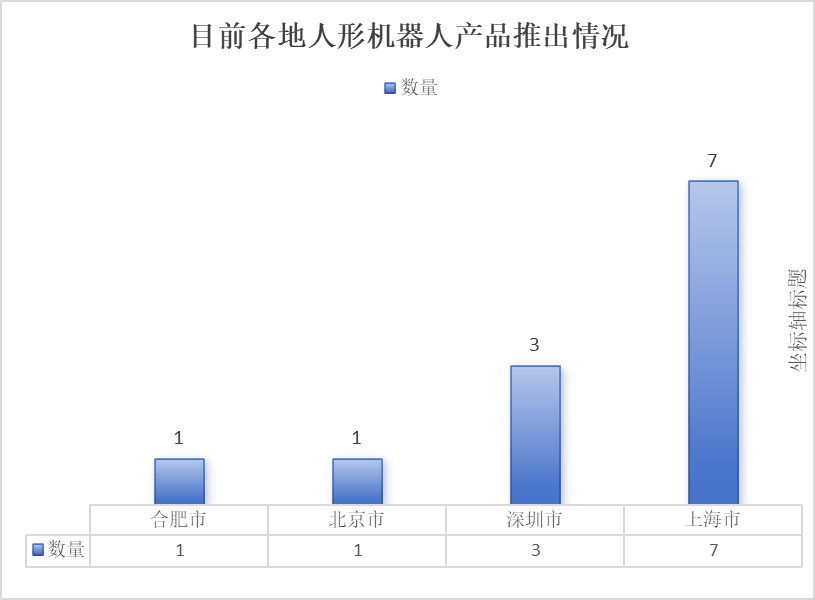 目前各地人形机器人产品推出情况
数量
7
3
1
1
坐标轴标题
合肥市 北京市 深圳市 上海市
数量 1 1 3 7